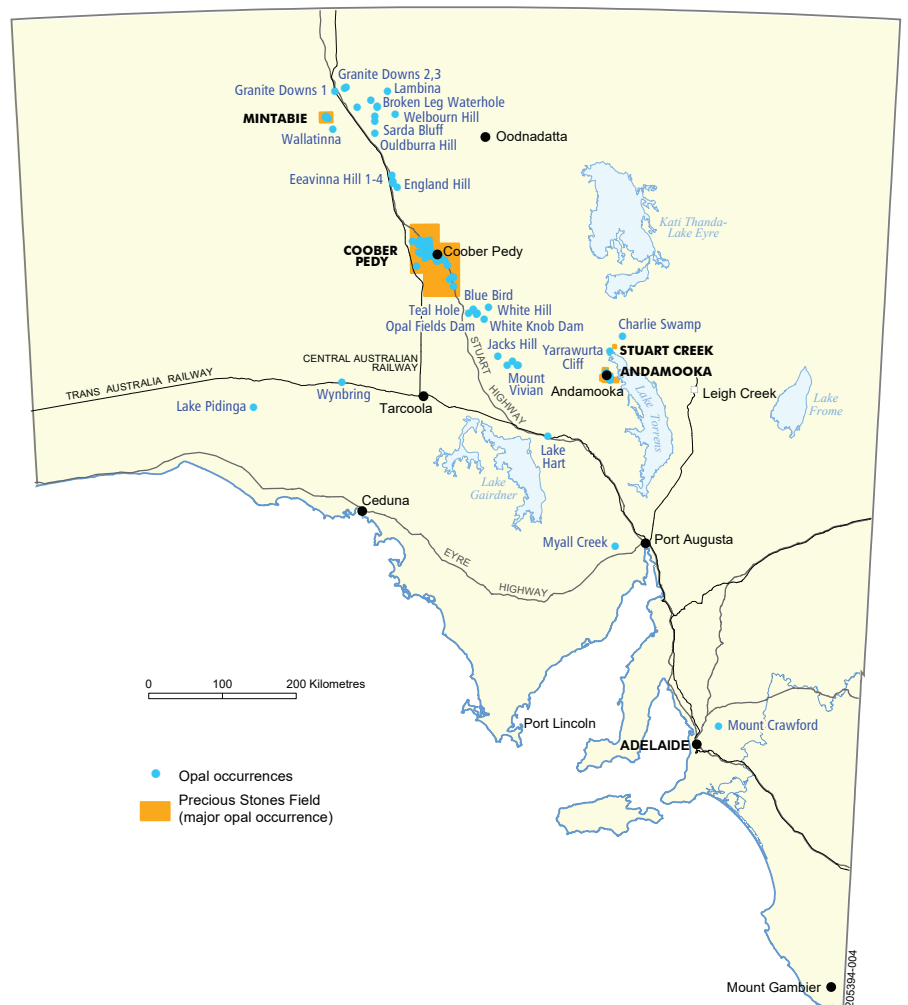 Granite Downs 2,3
Granite Downs 1
Lambina
Broken Leg Waterhole
MINTABIE
Welbourn Hill
Wallatinna
Sarda Bluff
Oodnadatta
Ouldburra Hill
Eeavinna Hill 1-4
England Hill
Kati Thanda-
Lake Eyre
COOBER
PEDY
Coober Pedy
Blue Bird
Teal Hole
White Hill
Opal Fields Dam
White Knob Dam
Charlie Swamp
Jacks Hill
Yarrawurta
Cliff
STUART CREEK
STUART
HIGHWAY
CENTRAL AUSTRALIAN
RAILWAY
Mount
Vivian
ANDAMOOKA
Andamooka
TRANS AUSTRALIA RAILWAY
Wynbring
Leigh Creek
Lake
Frome
Lake Torrens
Lake Pidinga
Tarcoola
Lake
Hart
Lake
Gairdner
Ceduna
Myall Creek
Port Augusta
EYRE
HIGHWAY
0
100
200 Kilometres
Port Lincoln
Mount Crawford
ADELAIDE
Opal occurrences
Precious Stones Field
(major opal occurrence)
Mount Gambier
205394-004